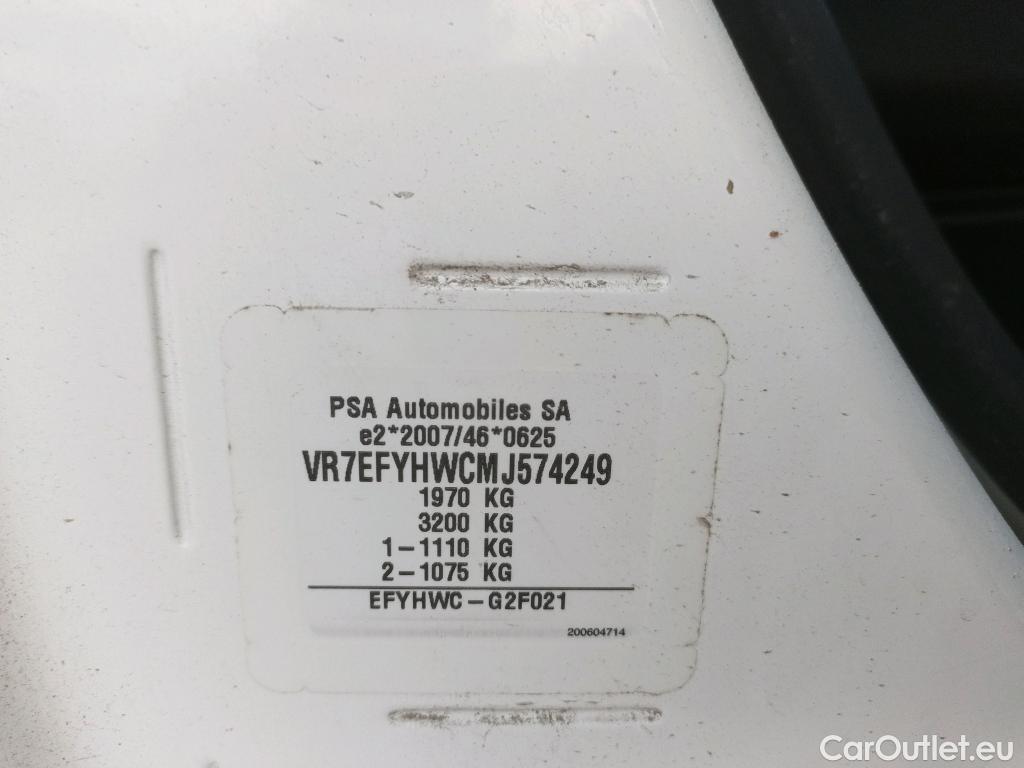 PSA Automobiles SA
e2*2007/46*0625
VR7EFYHWCMJ574249
1970 KG
3200 KG
1-1110 KG
2-1075 KG
EFYHWC-G2F021
200604714
CarOutlet.eu